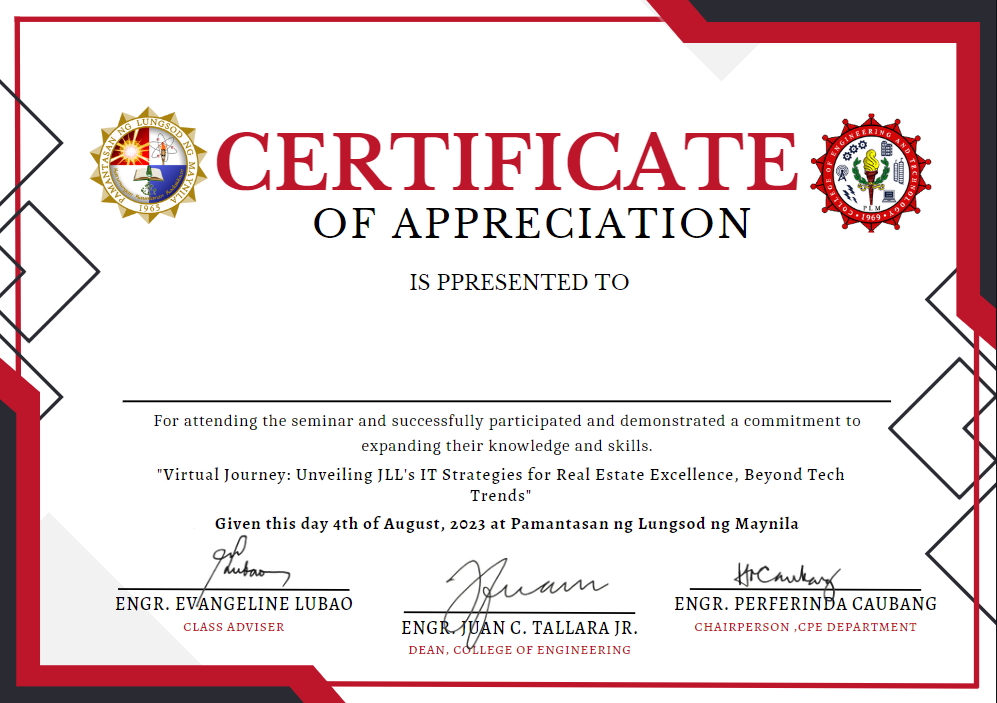 PAMANTASAN NG LUNGSOD NG MAYNILA
1965
CERTIFICATE
COLLEGE OF ENGINEERING AND TECHNOLOGY
PLM
1969
OF APPRECIATION
IS PPRESENTED TO
For attending the seminar and successfully participated and demonstrated a commitment to
expanding their knowledge and skills.
"Virtual Journey: Unveiling JLL's IT Strategies for Real Estate Excellence, Beyond Tech
Trends"
Given this day 4th of August, 2023 at Pamantasan ng Lungsod ng Maynila
ENGR. EVANGELINE LUBAO
CLASS ADVISER
ENGR. JUAN C. TALLARA JR.
DEAN, COLLEGE OF ENGINEERING
ENGR. PERFERINDA CAUBANG
CHAIRPERSON ,CPE DEPARTMENT